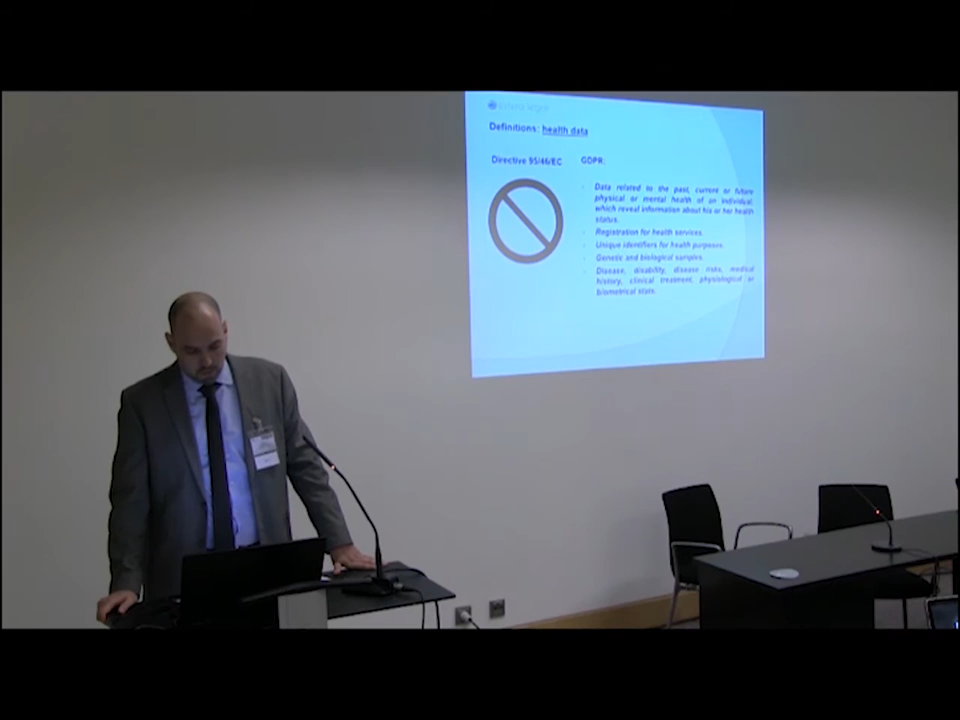 Definitions: health data
Directive 95/46/EC
GDPR:
Data related to the past, current or future
physical or mental health of an individual,
which reveal information about his or her health
status.
Registration for health services.
Unique identifiers for health purposes.
Genetic and biological samples.
Disease, disability, disease risks, medical
history, clinical treatment, physiological or
biometrical state.